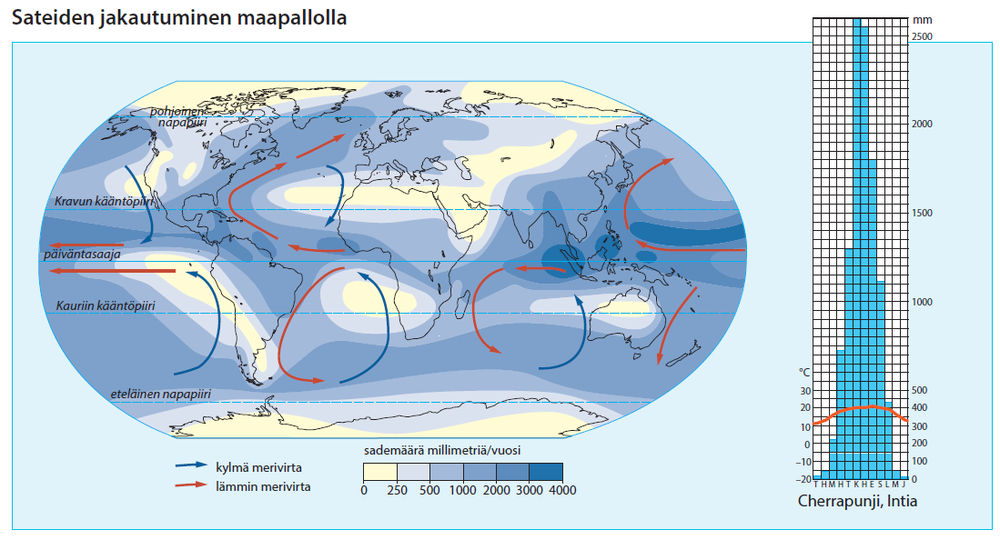 Sateiden jakautuminen maapallolla
pohjoinen
napapiiri
Kravun kääntöpiiri
päiväntasaaja
Kauriin kääntöpiiri
eteläinen napapiiri
kylmä merivirta
lämmin merivirta
sademäärä millimetriä/vuosi
0 250 500 1000 2000 3000 4000
mm
2500
2000
1500
1000
°C
30 500
20 400
10 300
0 200
–10 100
–20 0
T H M H T K H E S L M J
Cherrapunji, Intia